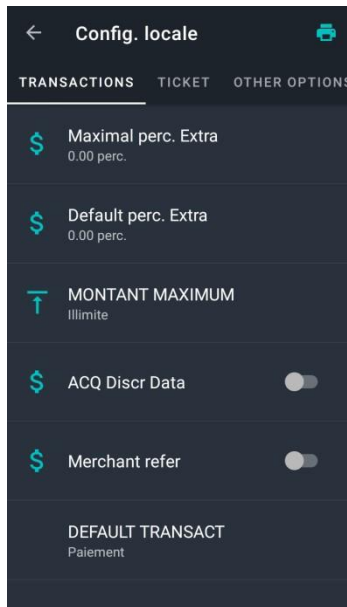 Config. locale
TRANSACTIONS TICKET OTHER OPTIONS
Maximal perc. Extra
0.00 perc.
Default perc. Extra
0.00 perc.
MONTANT MAXIMUM
Illimite
ACQ Discr Data
Merchant refer
DEFAULT TRANSACT
Paiement